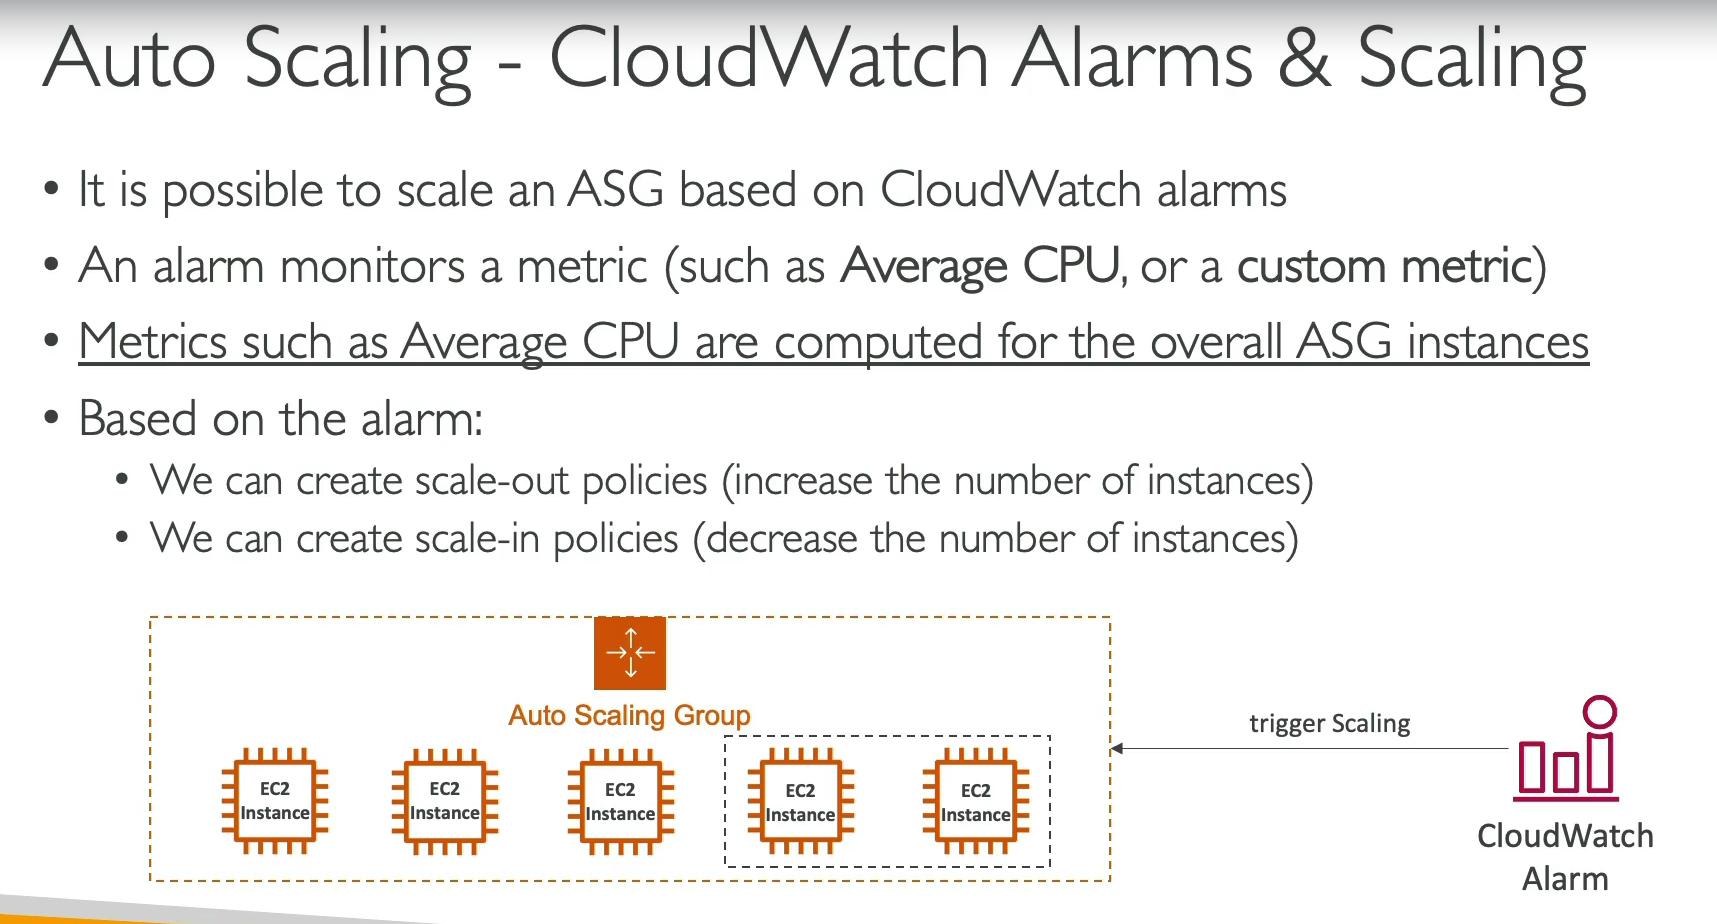 Auto Scaling - CloudWatch Alarms & Scaling
• It is possible to scale an ASG based on CloudWatch alarms
• An alarm monitors a metric (such as Average CPU, or a custom metric)
• Metrics such as Average CPU are computed for the overall ASG instances
• Based on the alarm:
• We can create scale-out policies (increase the number of instances)
• We can create scale-in policies (decrease the number of instances)
Auto Scaling Group
EC2
Instance
EC2
Instance
EC2
Instance
EC2
Instance
EC2
Instance
trigger Scaling
CloudWatch
Alarm